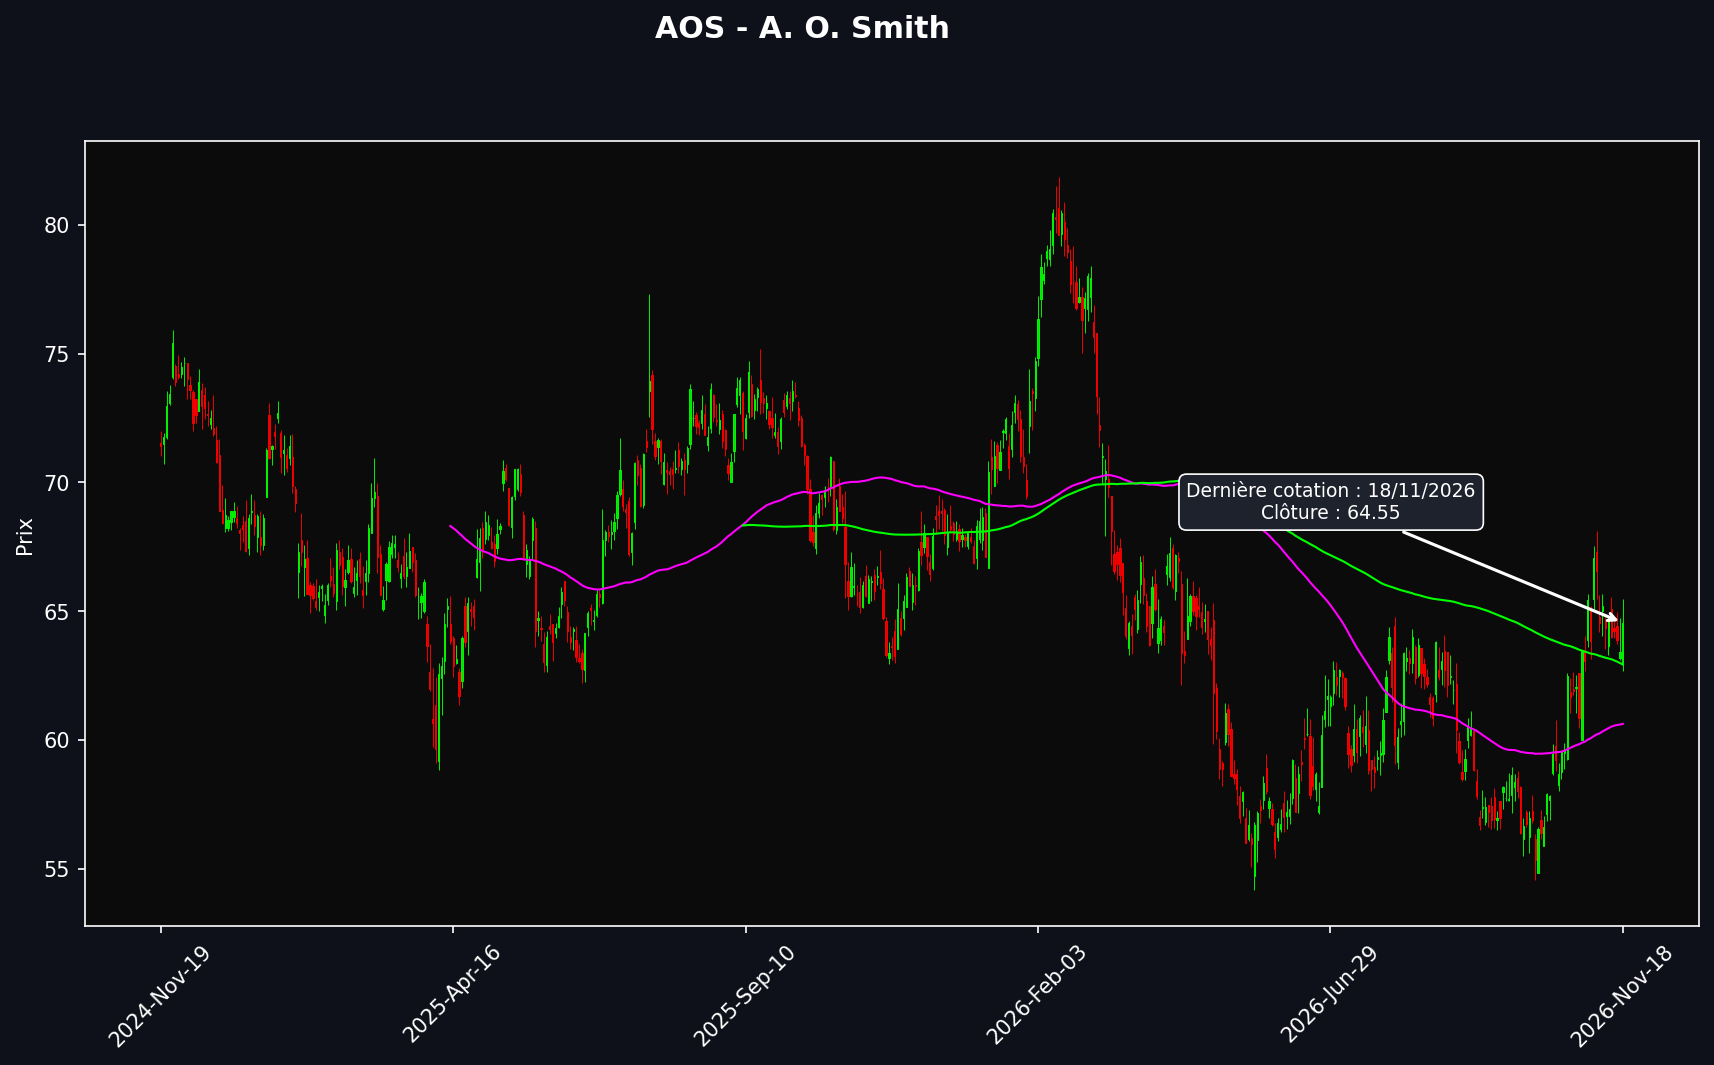 AOS - A. O. Smith
Prix
80
75
70
65
60
55
Dernière cotation : 18/11/2026
Clôture : 64.55
2024-Nov-19
2025-Apr-16
2025-Sep-10
2026-Feb-03
2026-Jun-29
2026-Nov-18